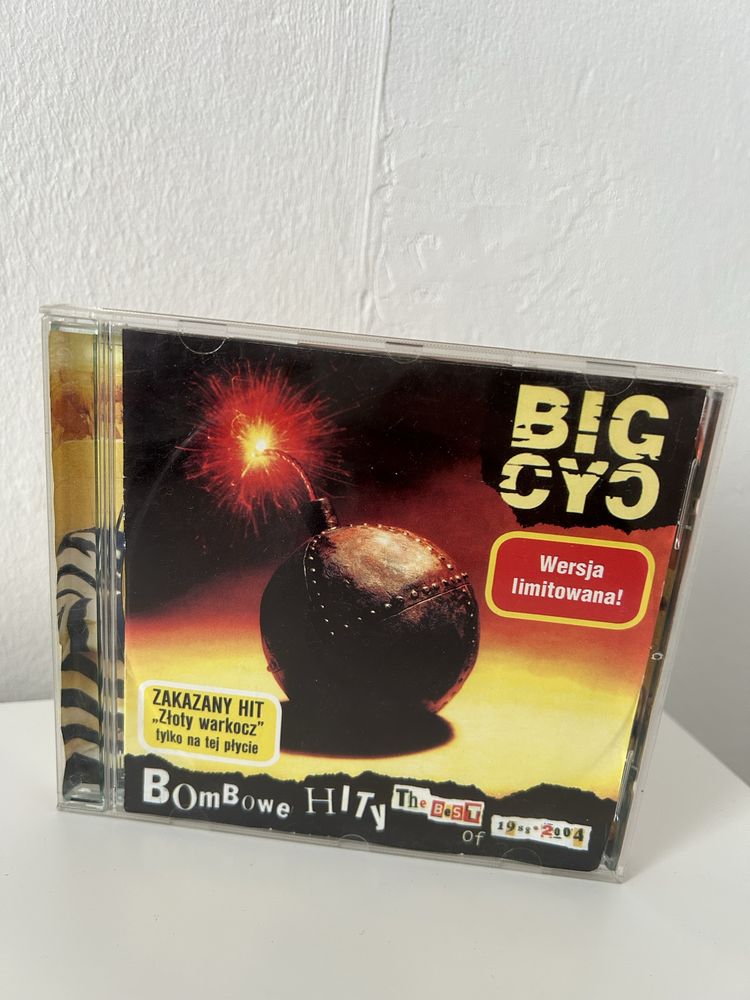 BIG
CYC
Wersja
limitowana!
ZAKAZANY HIT
„Złoty warkocz”
tylko na tej płycie
BOmBowe HITy The BesT
Of 1988-2004